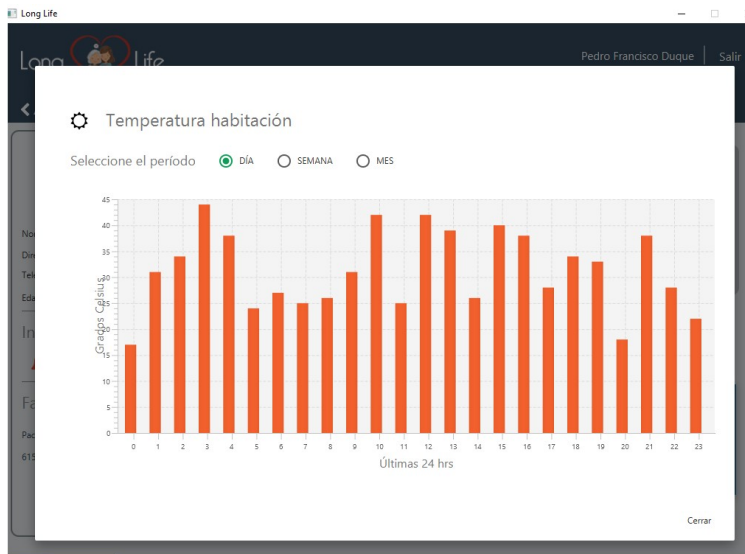 Long Life
Long Life
Pedro Francisco Duque
Salir
Temperatura habitación
Seleccione el período
DÍA
SEMANA
MES
Grados Celsius
45
40
35
30
25
20
15
10
5
0
0 1 2 3 4 5 6 7 8 9 10 11 12 13 14 15 16 17 18 19 20 21 22 23
Últimas 24 hrs
Cerrar